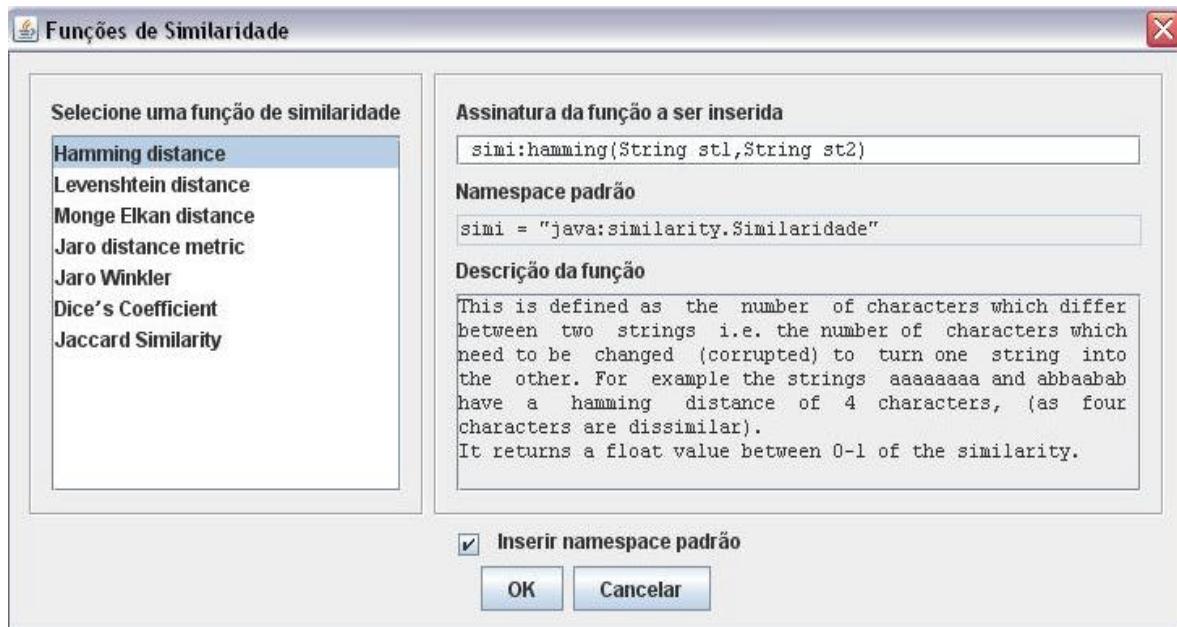 Funções de Similaridade
Selecione uma função de similaridade
Hamming distance
Levenshtein distance
Monge Elkan distance
Jaro distance metric
Jaro Winkler
Dice's Coefficient
Jaccard Similarity
Assinatura da função a ser inserida
simi:hamming(String st1,String st2)
Namespace padrão
simi = "java:similarity.Similaridade"
Descrição da função
This is defined as the number of characters which differ
between two strings i.e. the number of characters which
need to be changed (corrupted) to turn one string into
the other. For example the strings aaaaaaaa and abbaabab
have a hamming distance of 4 characters, (as four
characters are dissimilar).
It returns a float value between 0-1 of the similarity.
Inserir namespace padrão
OK
Cancelar